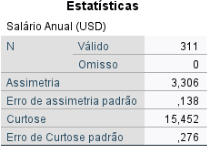 Estatísticas
Salário Anual (USD)
N Válido 311
Omisso 0
Assimetria 3,306
Erro de assimetria padrão ,138
Curtose 15,452
Erro de Curtose padrão ,276